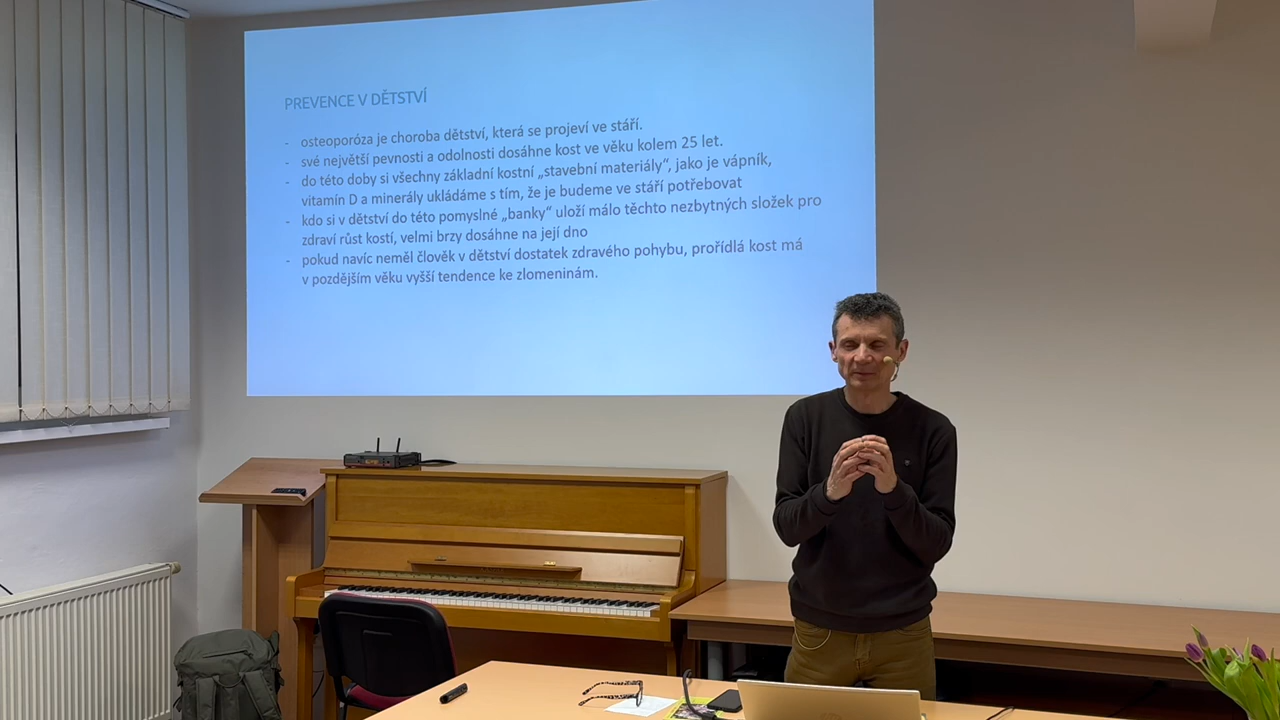 PREVENCE V DĚTSTVÍ
- osteoporóza je choroba dětství, která se projeví ve stáří.
- své největší pevnosti a odolnosti dosáhne kost ve věku kolem 25 let.
- do této doby si všechny základní kostní „stavební materiály“, jako je vápník,
vitamín D a minerály ukládáme s tím, že je budeme ve stáří potřebovat
- kdo si v dětství do této pomyslné „banky“ uloží málo těchto nezbytných složek pro
zdraví růst kostí, velmi brzy dosáhne na její dno
- pokud navíc neměl člověk v dětství dostatek zdravého pohybu, prořídlá kost má
v pozdějším věku vyšší tendence ke zlomeninám.